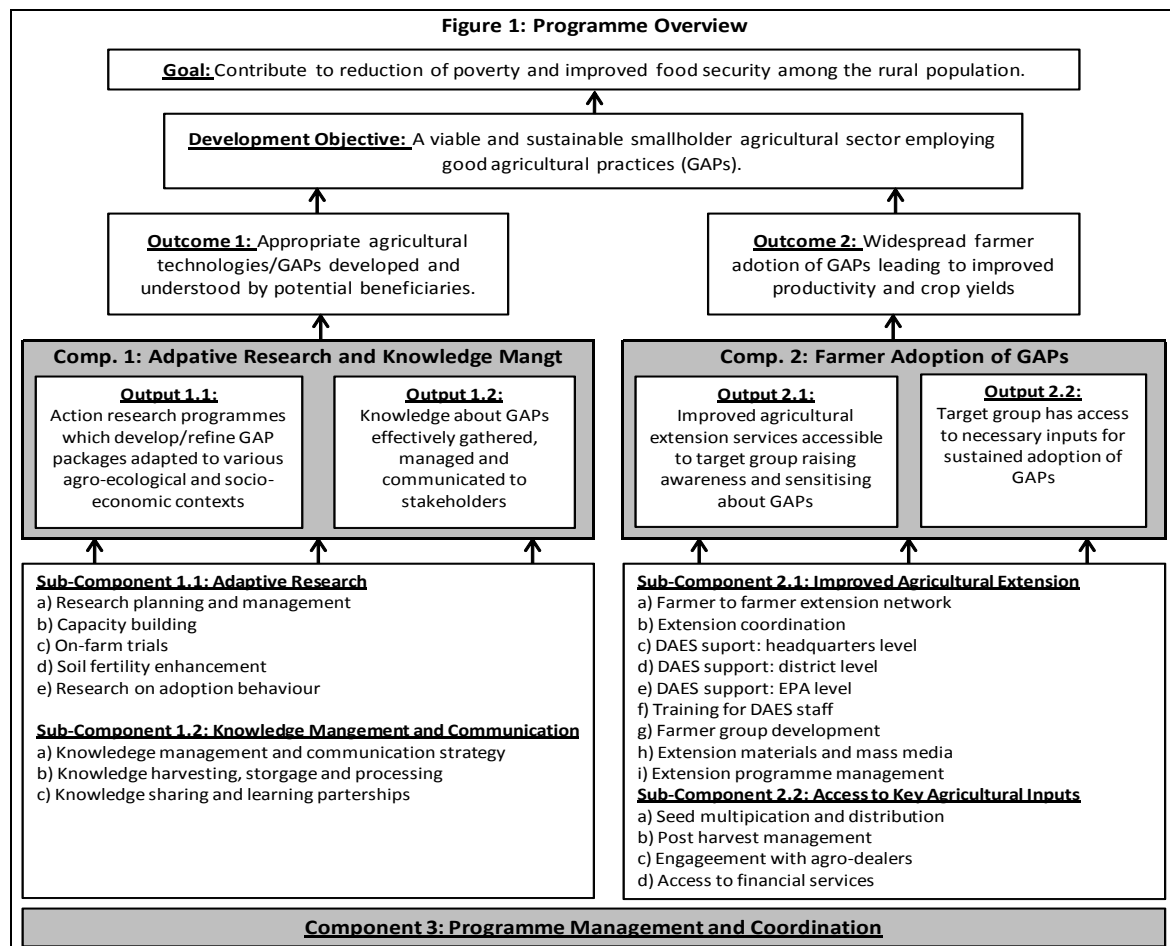 Figure 1: Programme Overview
Goal: Contribute to reduction of poverty and improved food security among the rural population.
Development Objective: A viable and sustainable smallholder agricultural sector employing
good agricultural practices (GAPs).
Outcome 1: Appropriate agricultural
technologies/GAPs developed and
understood by potential beneficiaries.
Outcome 2: Widespread farmer
adotion of GAPs leading to improved
productivity and crop yields
Comp. 1: Adpative Research and Knowledge Mangt
Output 1.1:
Action research programmes
which develop/refine GAP
packages adapted to various
agro-ecological and socio-
economic contexts
Output 1.2:
Knowledge about GAPs
effectively gathered,
managed and
communicated to
stakeholders
Comp. 2: Farmer Adoption of GAPs
Output 2.1:
Improved agricultural
extension services accessible
to target group raising
awareness and sensitising
about GAPs
Output 2.2:
Target group has access
to necessary inputs for
sustained adoption of
GAPs
Sub-Component 1.1: Adaptive Research
a) Research planning and management
b) Capacity building
c) On-farm trials
d) Soil fertility enhancement
e) Research on adoption behaviour
Sub-Component 1.2: Knowledge Mangement and Communication
a) Knowledege management and communication strategy
b) Knowledge harvesting, storgage and processing
c) Knowledge sharing and learning parterships
Sub-Component 2.1: Improved Agricultural Extension
a) Farmer to farmer extension network
b) Extension coordination
c) DAES suport: headquarters level
d) DAES suport: district level
e) DAES support: EPA level
f) Training for DAES staff
g) Farmer group development
h) Extension materials and mass media
i) Extension programme management
Sub-Component 2.2: Access to Key Agricultural Inputs
a) Seed multipication and distribution
b) Post harvest management
c) Engageement with agro-dealers
d) Access to financial services
Component 3: Programme Management and Coordination